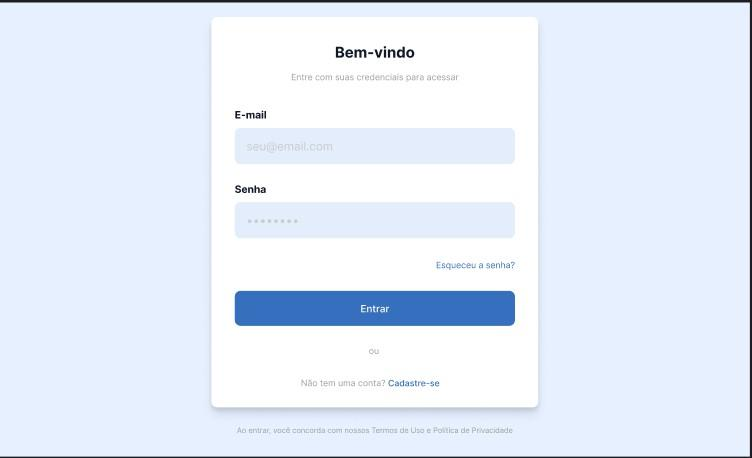 Bem-vindo
Entre com suas credenciais para acessar
E-mail
seu@email.com
Senha
••••••••
Esqueceu a senha?
Entrar
ou
Não tem uma conta? Cadastre-se
Ao entrar, você concorda com nossos Termos de Uso e Política de Privacidade